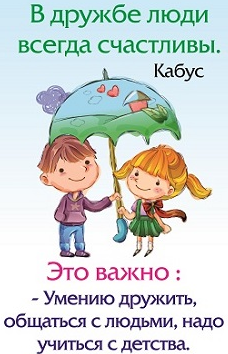 В дружбе люди
всегда счастливы.
Кабус
Это важно :
- Умению дружить,
общаться с людьми, надо
учиться с детства.